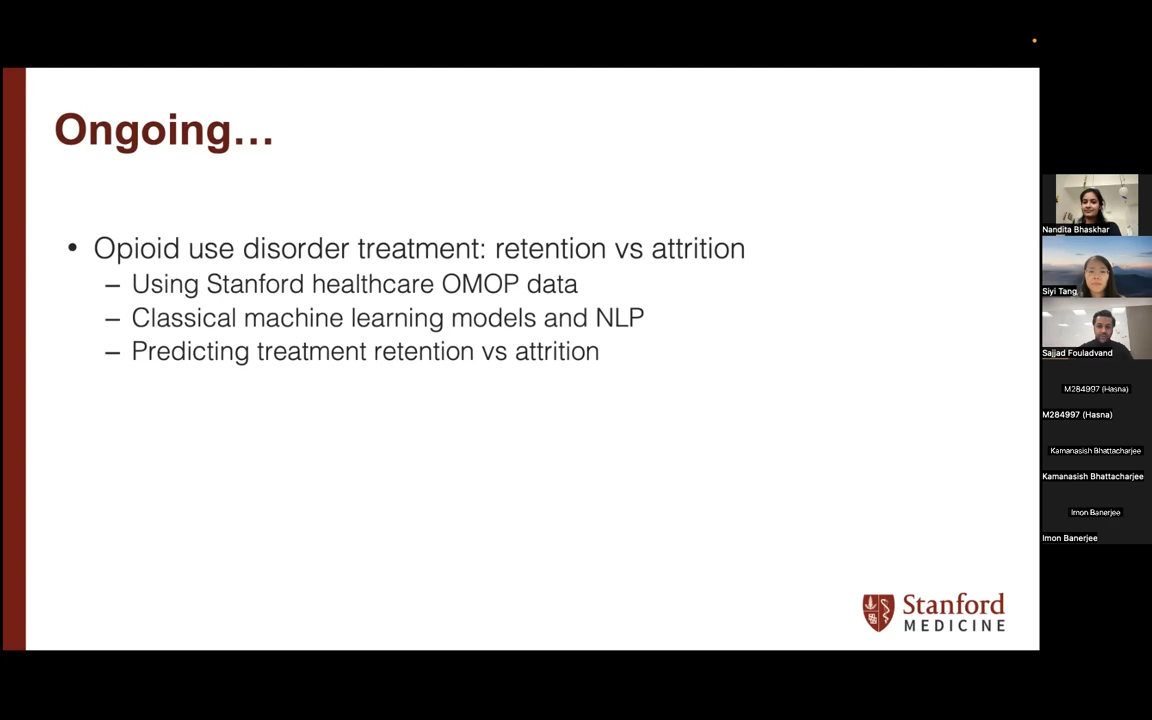 Ongoing…
• Opioid use disorder treatment: retention vs attrition
– Using Stanford healthcare OMOP data
– Classical machine learning models and NLP
– Predicting treatment retention vs attrition
Stanford
MEDICINE
Nandita Bhaskhar
Siyi Tang
Sajjad Fouladvand
M284997 (Hasna)
M284997 (Hasna)
Kamanasish Bhattacharjee
Kamanasish Bhattacharjee
Imon Banerjee
Imon Banerjee